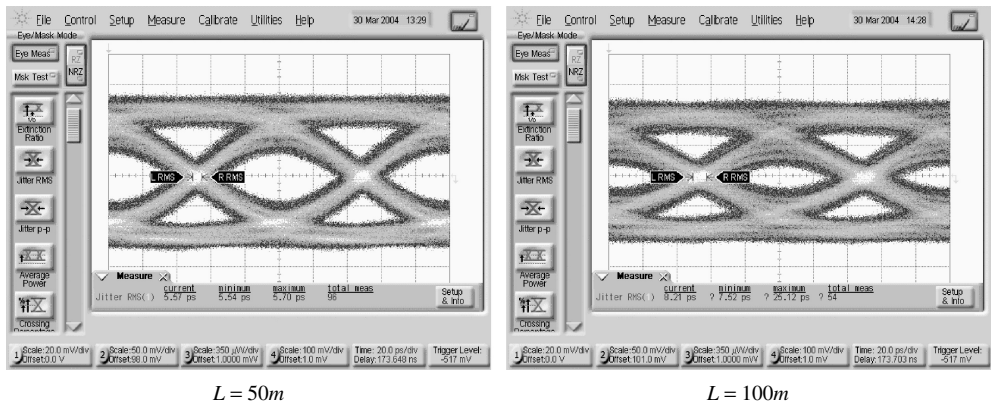 File Control Setup Measure Calibrate Utilities Help 30 Mar 2004 13:29
Eye/Mask Mode
Eye Meas
RZ
NRZ
Msk Test
Extinction
Ratio
Jitter RMS
Jitter p-p
Average
Power
Crossing
L RMS R RMS
Measure
current minimum maximum total meas
Jitter RMS( ) 5.57 ps 5.54 ps 5.70 ps 96
Setup
& Info
1 Scale:20.0 mV/div Offset:0.0 V
2 Scale:50.0 mV/div Offset:98.0 mV
3 Scale:350 µW/div Offset:1.0000 mW
4 Scale:100 mV/div Offset:1.0 mV
Time: 20.0 ps/div Delay:173.648 ns
Trigger Level: -517 mV
L = 50m
File Control Setup Measure Calibrate Utilities Help 30 Mar 2004 14:28
Eye/Mask Mode
Eye Meas
RZ
NRZ
Msk Test
Extinction
Ratio
Jitter RMS
Jitter p-p
Average
Power
Crossing
L RMS R RMS
Measure
current minimum maximum total meas
Jitter RMS( ) 8.21 ps ? 7.52 ps ? 25.12 ps ? 54
Setup
& Info
1 Scale:20.0 mV/div Offset:0.0 V
2 Scale:50.0 mV/div Offset:101.0 mV
3 Scale:350 µW/div Offset:1.0000 mW
4 Scale:100 mV/div Offset:1.0 mV
Time: 20.0 ps/div Delay:173.703 ns
Trigger Level: -517 mV
L = 100m